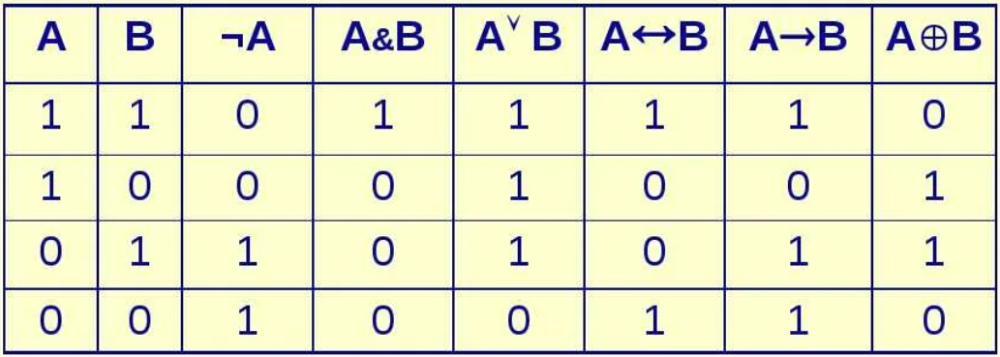 A B ¬A A&B A˅B A↔B A→B A⊕B
1 1 0 1 1 1 1 0
1 0 0 0 1 0 0 1
0 1 1 0 1 0 1 1
0 0 1 0 0 1 1 0